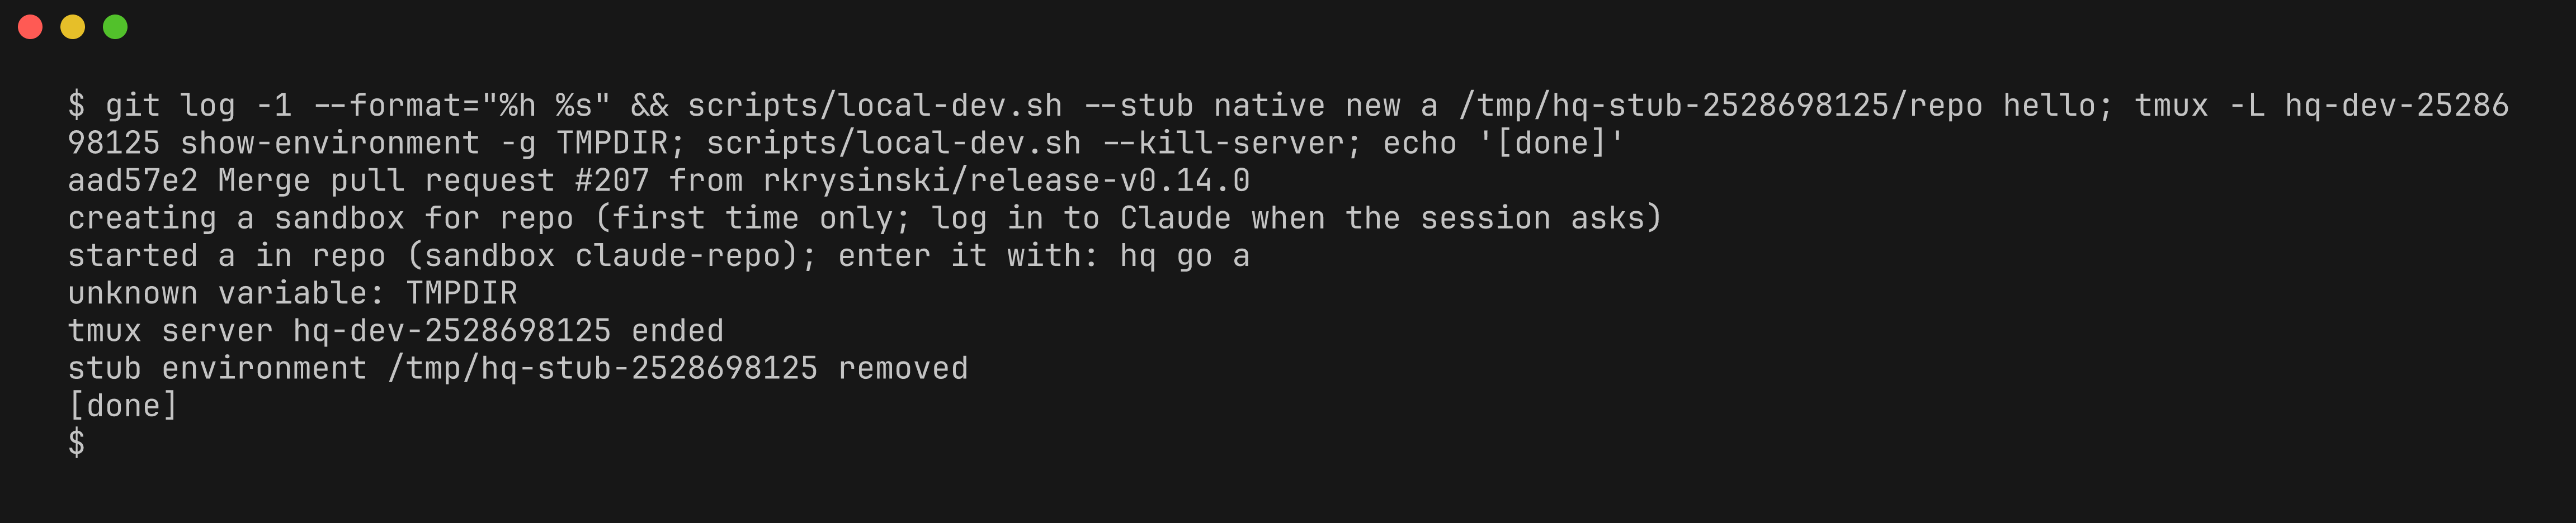 $ git log -1 --format="%h %s" && scripts/local-dev.sh --stub native new a /tmp/hq-stub-2528698125/repo hello; tmux -L hq-dev-25286
98125 show-environment -g TMPDIR; scripts/local-dev.sh --kill-server; echo '[done]'
aad57e2 Merge pull request #207 from rkrysinski/release-v0.14.0
creating a sandbox for repo (first time only; log in to Claude when the session asks)
started a in repo (sandbox claude-repo); enter it with: hq go a
unknown variable: TMPDIR
tmux server hq-dev-2528698125 ended
stub environment /tmp/hq-stub-2528698125 removed
[done]
$